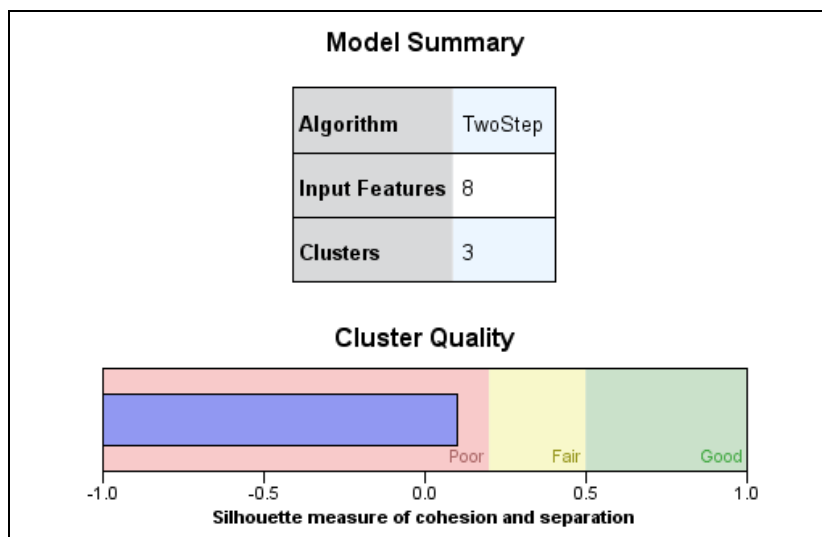 Model Summary
Algorithm TwoStep
Input Features 8
Clusters 3
Cluster Quality
Poor Fair Good
-1.0 -0.5 0.0 0.5 1.0
Silhouette measure of cohesion and separation